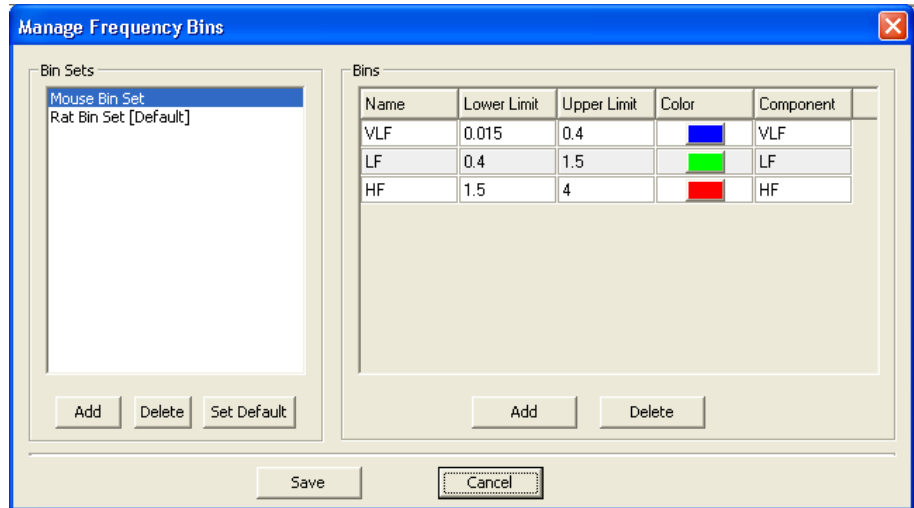 Manage Frequency Bins
Bin Sets
Mouse Bin Set
Rat Bin Set [Default]
Add Delete Set Default
Bins
Name Lower Limit Upper Limit Color Component
VLF 0.015 0.4 VLF
LF 0.4 1.5 LF
HF 1.5 4 HF
Add Delete
Save Cancel